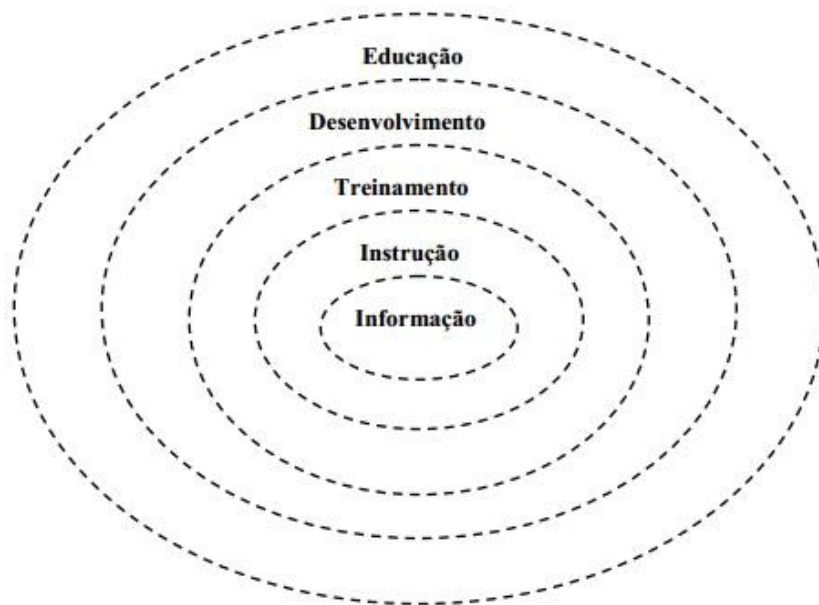 Educação
Desenvolvimento
Treinamento
Instrução
Informação